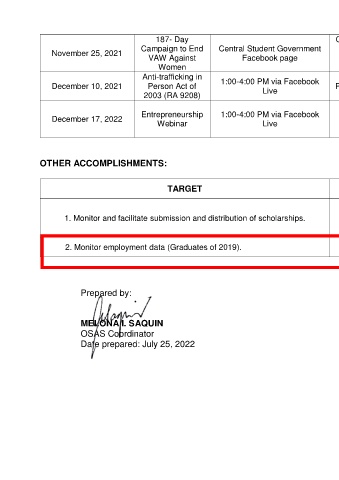 187- Day
Campaign to End
VAW Against
Women
November 25, 2021
Central Student Government
Facebook page
Anti-trafficking in
Person Act of
2003 (RA 9208)
December 10, 2021
1:00-4:00 PM via Facebook
Live
December 17, 2022
Entrepreneurship
Webinar
1:00-4:00 PM via Facebook
Live
OTHER ACCOMPLISHMENTS:
TARGET
1. Monitor and facilitate submission and distribution of scholarships.
2. Monitor employment data (Graduates of 2019).
Prepared by:
MELONA I. SAQUIN
OSAS Coordinator
Date prepared: July 25, 2022